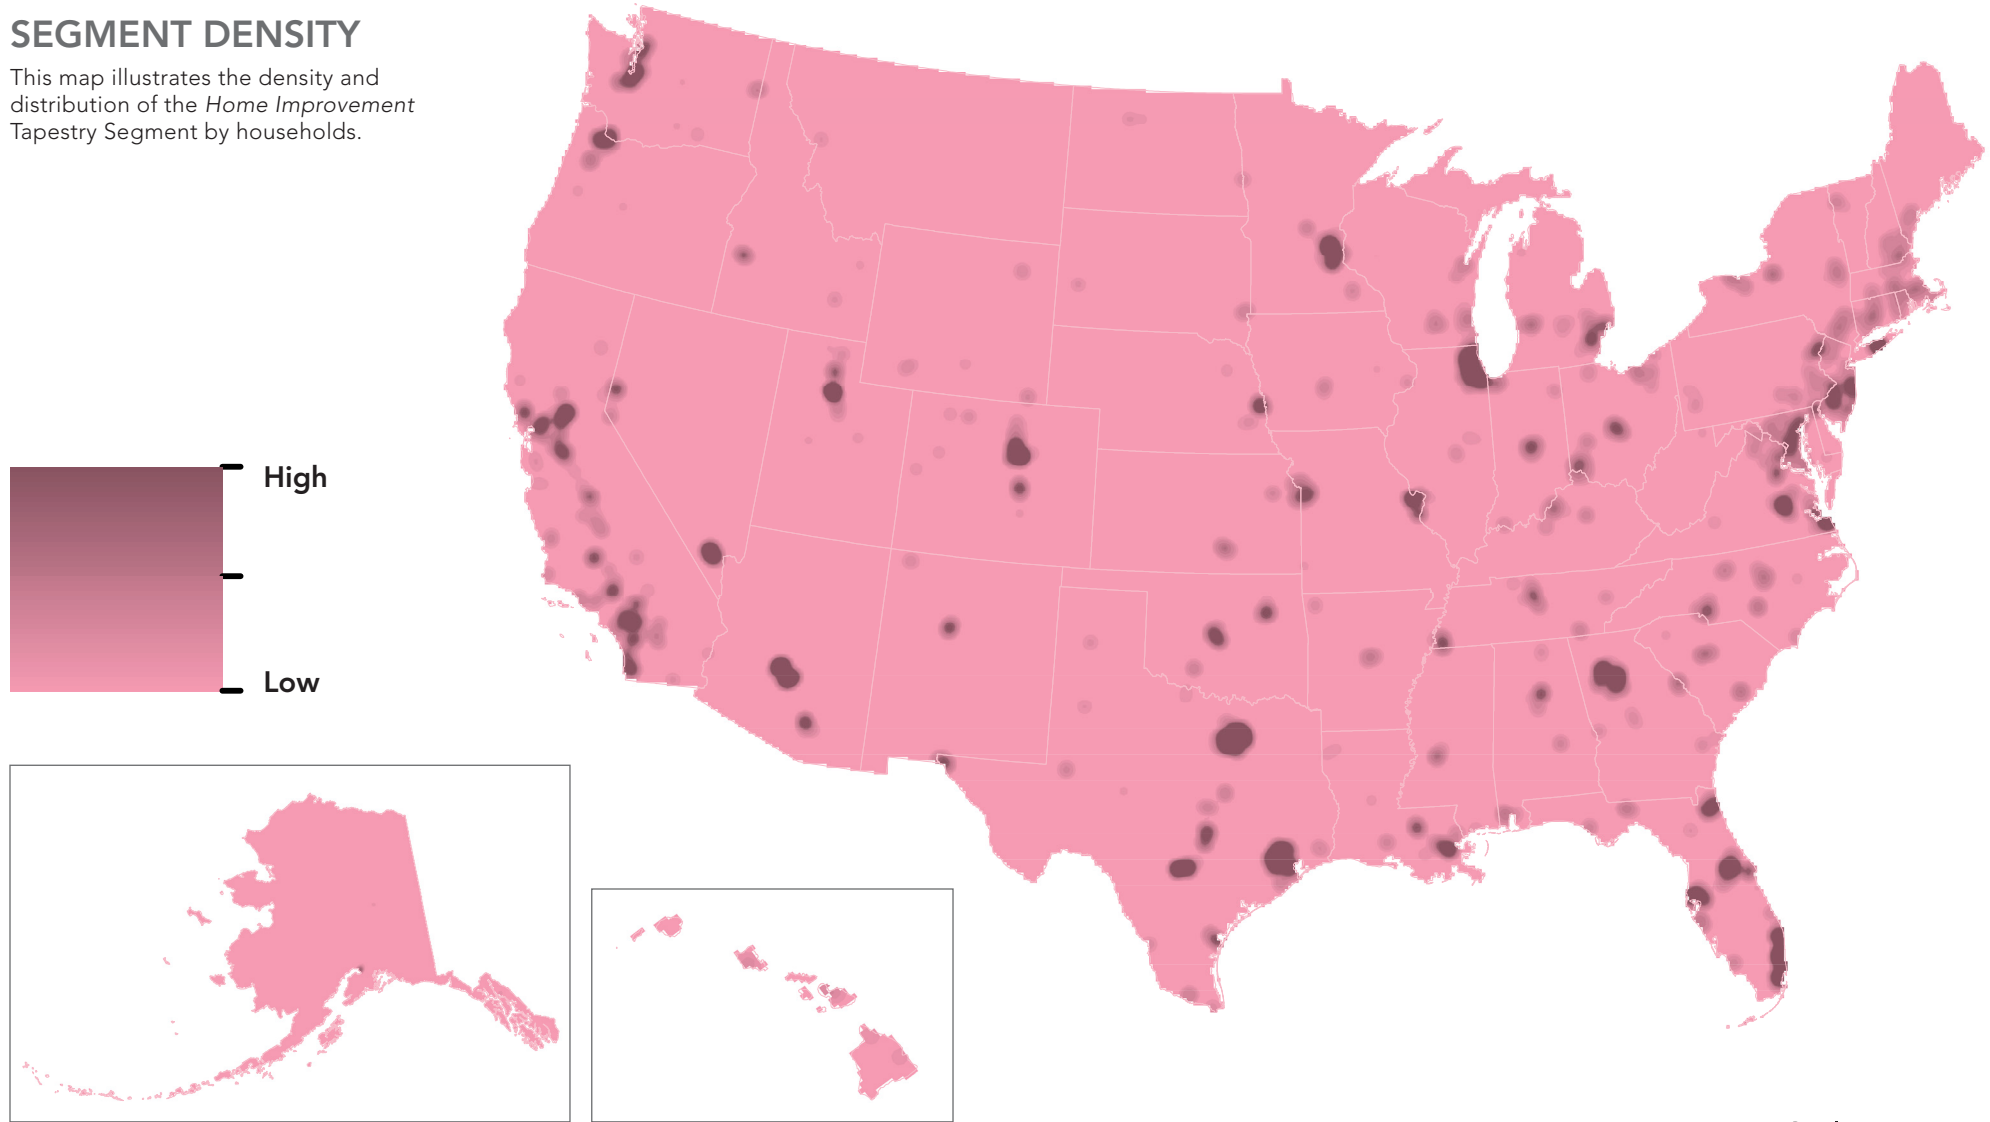 SEGMENT DENSITY
This map illustrates the density and
distribution of the Home Improvement
Tapestry Segment by households.
High
Low